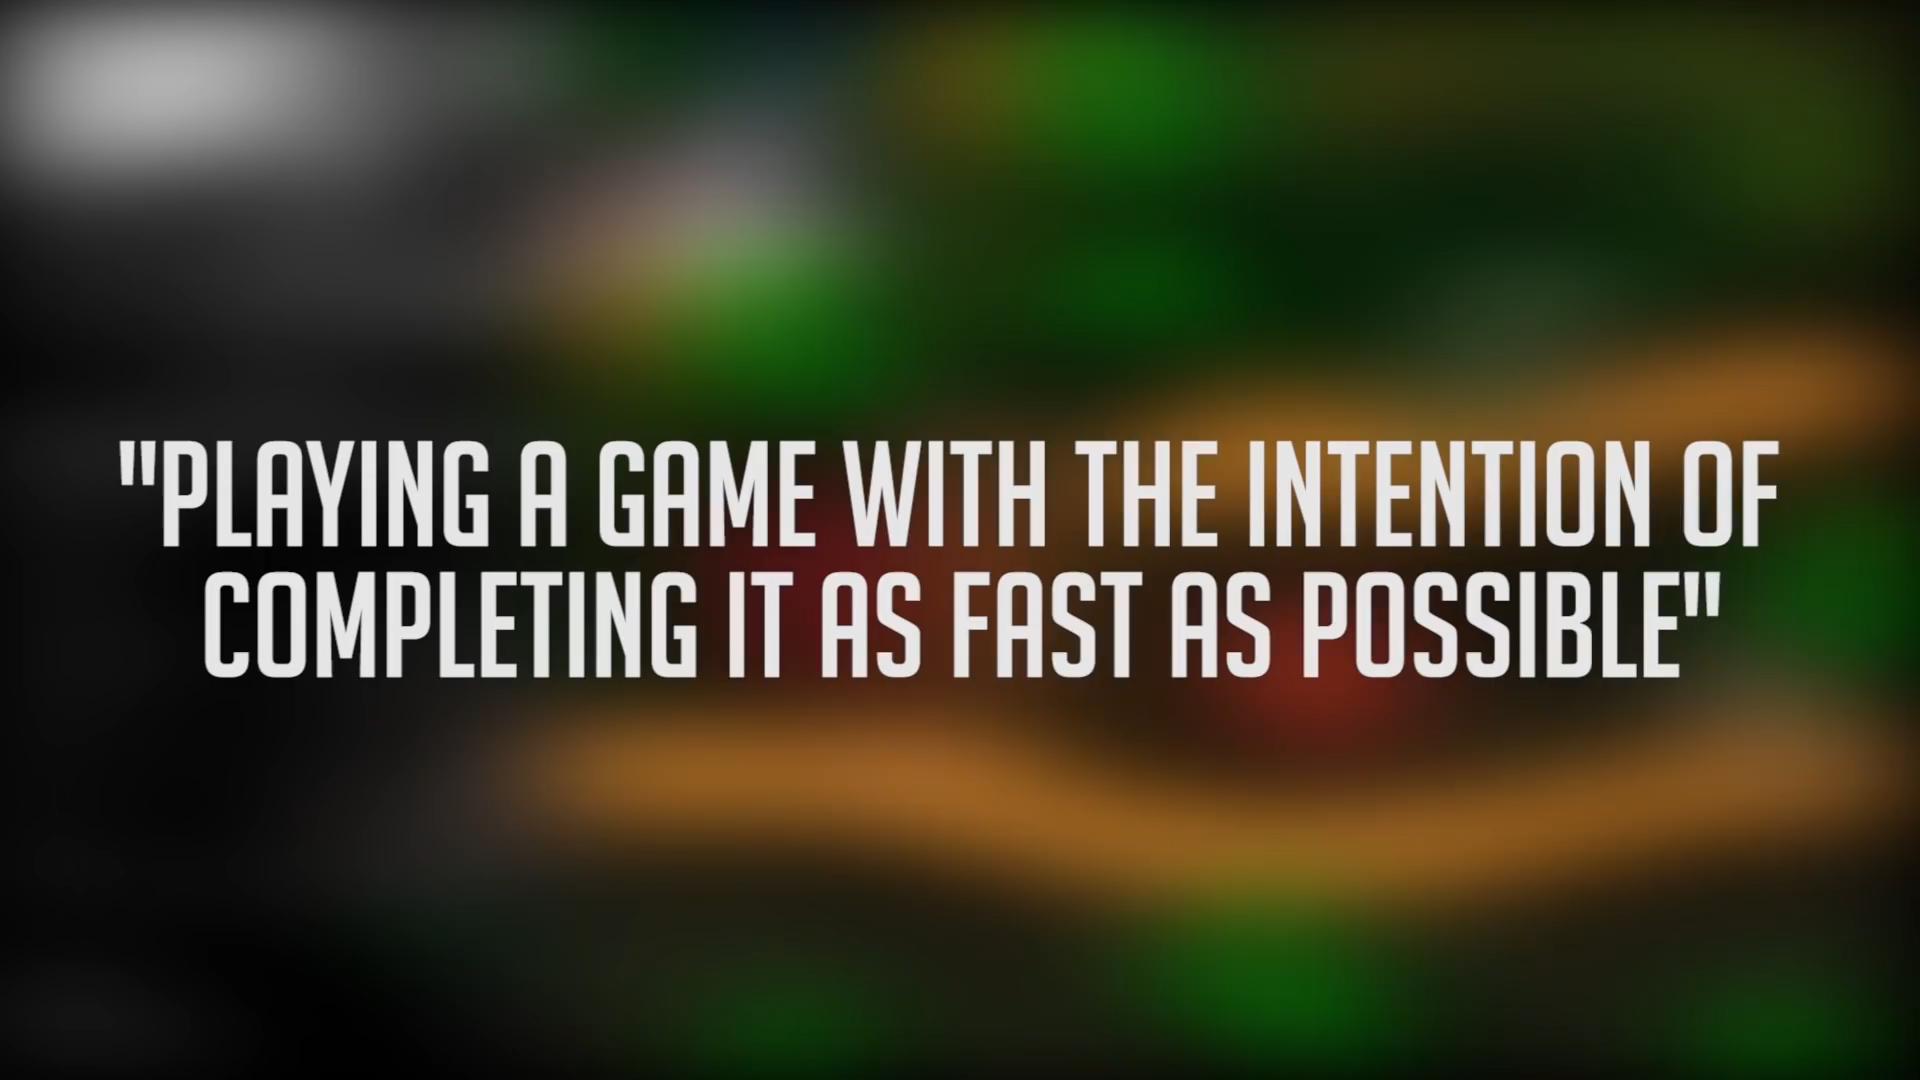 "PLAYING A GAME WITH THE INTENTION OF
COMPLETING IT AS FAST AS POSSIBLE"